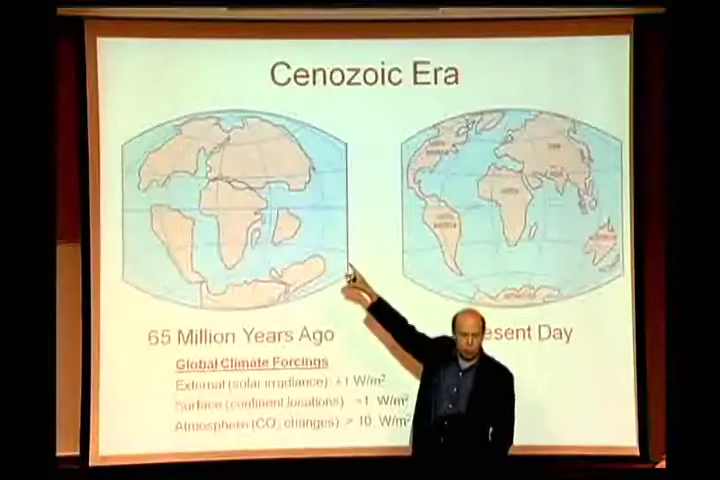 Cenozoic Era
65 Million Years Ago
esent Day
Global Climate Forcings
External (solar irradiance): +1 W/m²
Surface (continent locations): ~1 W/m²
Atmosphere (CO₂ changes) > 10 W/m²